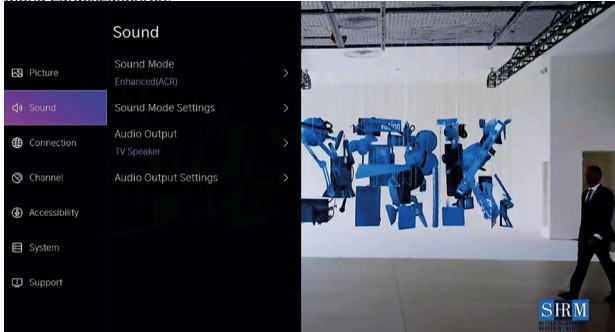 Sound
Picture
Sound
Connection
Channel
Accessibility
System
Support
Sound Mode
Enhanced(ACR)
Sound Mode Settings
Audio Output
TV Speaker
Audio Output Settings
SHRM